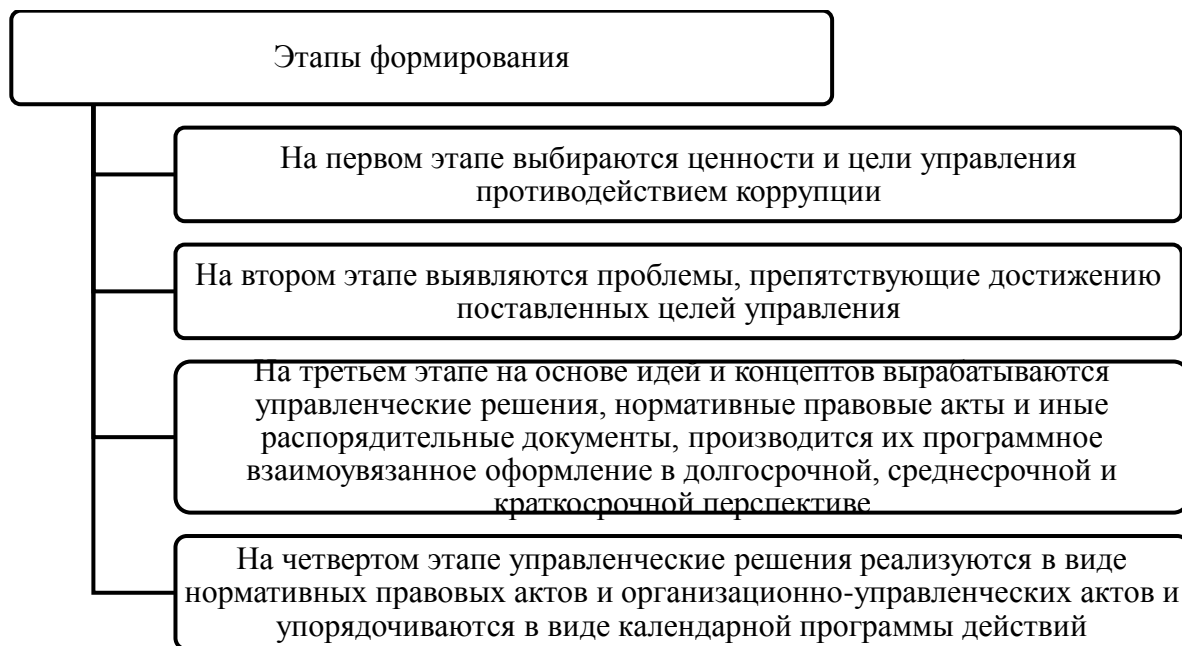 Этапы формирования
На первом этапе выбираются ценности и цели управления
противодействием коррупции
На втором этапе выявляются проблемы, препятствующие достижению
поставленных целей управления
На третьем этапе на основе идей и концептов вырабатываются
управленческие решения, нормативные правовые акты и иные
распорядительные документы, производится их программное
взаимоувязанное оформление в долгосрочной, среднесрочной и
краткосрочной перспективе
На четвертом этапе управленческие решения реализуются в виде
нормативных правовых актов и организационно-управленческих актов и
упорядочиваются в виде календарной программы действий